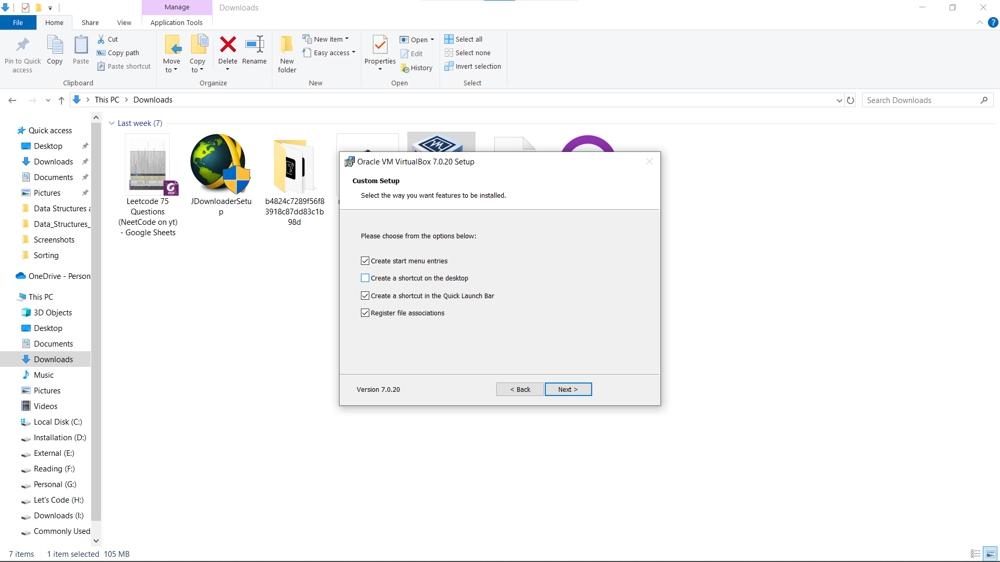 Manage
Downloads
File
Home
Share
View
Application Tools
Pin to Quick access
Copy
Paste
Cut
Copy path
Paste shortcut
Clipboard
Move to
Copy to
Delete
Rename
Organize
New folder
New item
Easy access
New
Properties
Open
Edit
History
Open
Select all
Select none
Invert selection
Select
This PC > Downloads
Search Downloads
Quick access
Desktop
Downloads
Documents
Pictures
Data Structures a
Data_Structures_
Screenshots
Sorting
OneDrive - Person
This PC
3D Objects
Desktop
Documents
Downloads
Music
Pictures
Videos
Local Disk (C:)
Installation (D:)
External (E:)
Reading (F:)
Personal (G:)
Let's Code (H:)
Downloads (I:)
Commonly Used
Last week (7)
PDF
Leetcode 75
Questions
(NeetCode on yt)
- Google Sheets
JDownloaderSetu
p
b4824c7289f56f8
3918c87dd83c1b
98d
Oracle VM VirtualBox 7.0.20 Setup
Custom Setup
Select the way you want features to be installed.
Please choose from the options below:
Create start menu entries
Create a shortcut on the desktop
Create a shortcut in the Quick Launch Bar
Register file associations
Version 7.0.20
< Back
Next >
7 items
1 item selected 105 MB